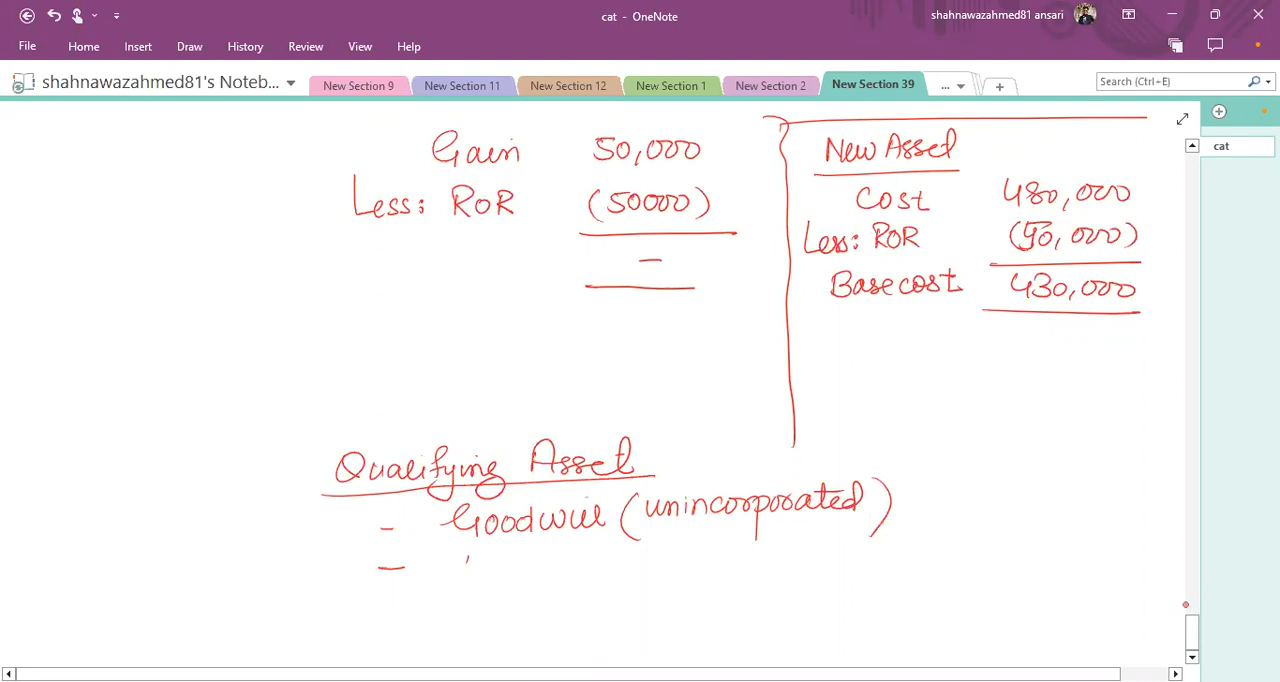 cat - OneNote
shahnawazahmed81 ansari
File Home Insert Draw History Review View Help
shahnawazahmed81's Noteb...
New Section 9 New Section 11 New Section 12 New Section 1 New Section 2 New Section 39 ...
Search (Ctrl+E)
cat
Gain 50,000
Less: RoR (50000)
–
New Asset
Cost 480,000
Less: ROR (50,000)
Base cost 430,000
Qualifying Asset
- Goodwill (unincorporated)
-